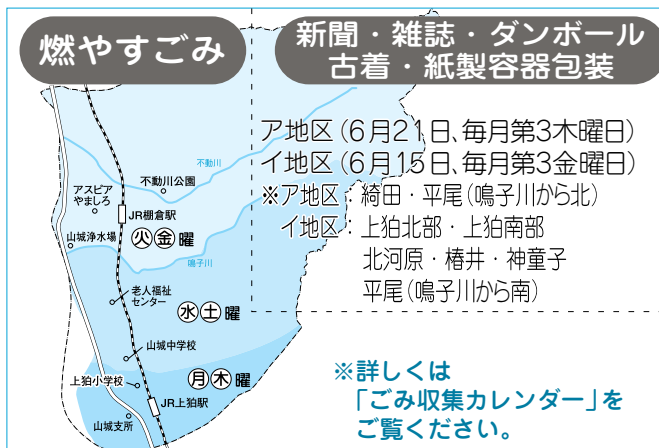 燃やすごみ
新聞・雑誌・ダンボール
古着・紙製容器包装
ア地区(6月21日、毎月第3木曜日)
イ地区(6月15日、毎月第3金曜日)
※ア地区:綺田・平尾(鳴子川から北)
イ地区:上狛北部・上狛南部
北河原・椿井・神童子
平尾(鳴子川から南)
※詳しくは
「ごみ収集カレンダー」を
ご覧ください。
不動川
不動川公園
アスピア
やましろ
JR棚倉駅
山城浄水場
火金曜
鳴子川
老人福祉
センター
水土曜
山城中学校
月木曜
上狛小学校
JR上狛駅
山城支所